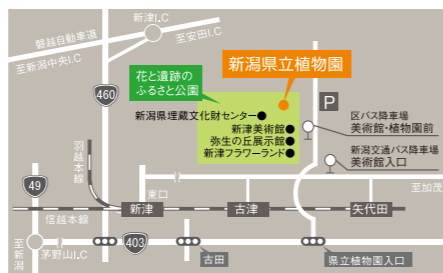 新津I.C
磐越自動車道
至安田I.C
至新潟中央I.C
460
花と遺跡の
ふるさと公園
新潟県立植物園
P
新潟県埋蔵文化財センター●
新津美術館●
弥生の丘展示館●
新津フラワーランド●
区バス降車場
美術館・植物園前
新潟交通バス降車場
美術館入口
羽越本線
49
東口
至加茂
信越本線
新津
古津
矢代田
至新潟
茅野山I.C
403
古田
県立植物園入口